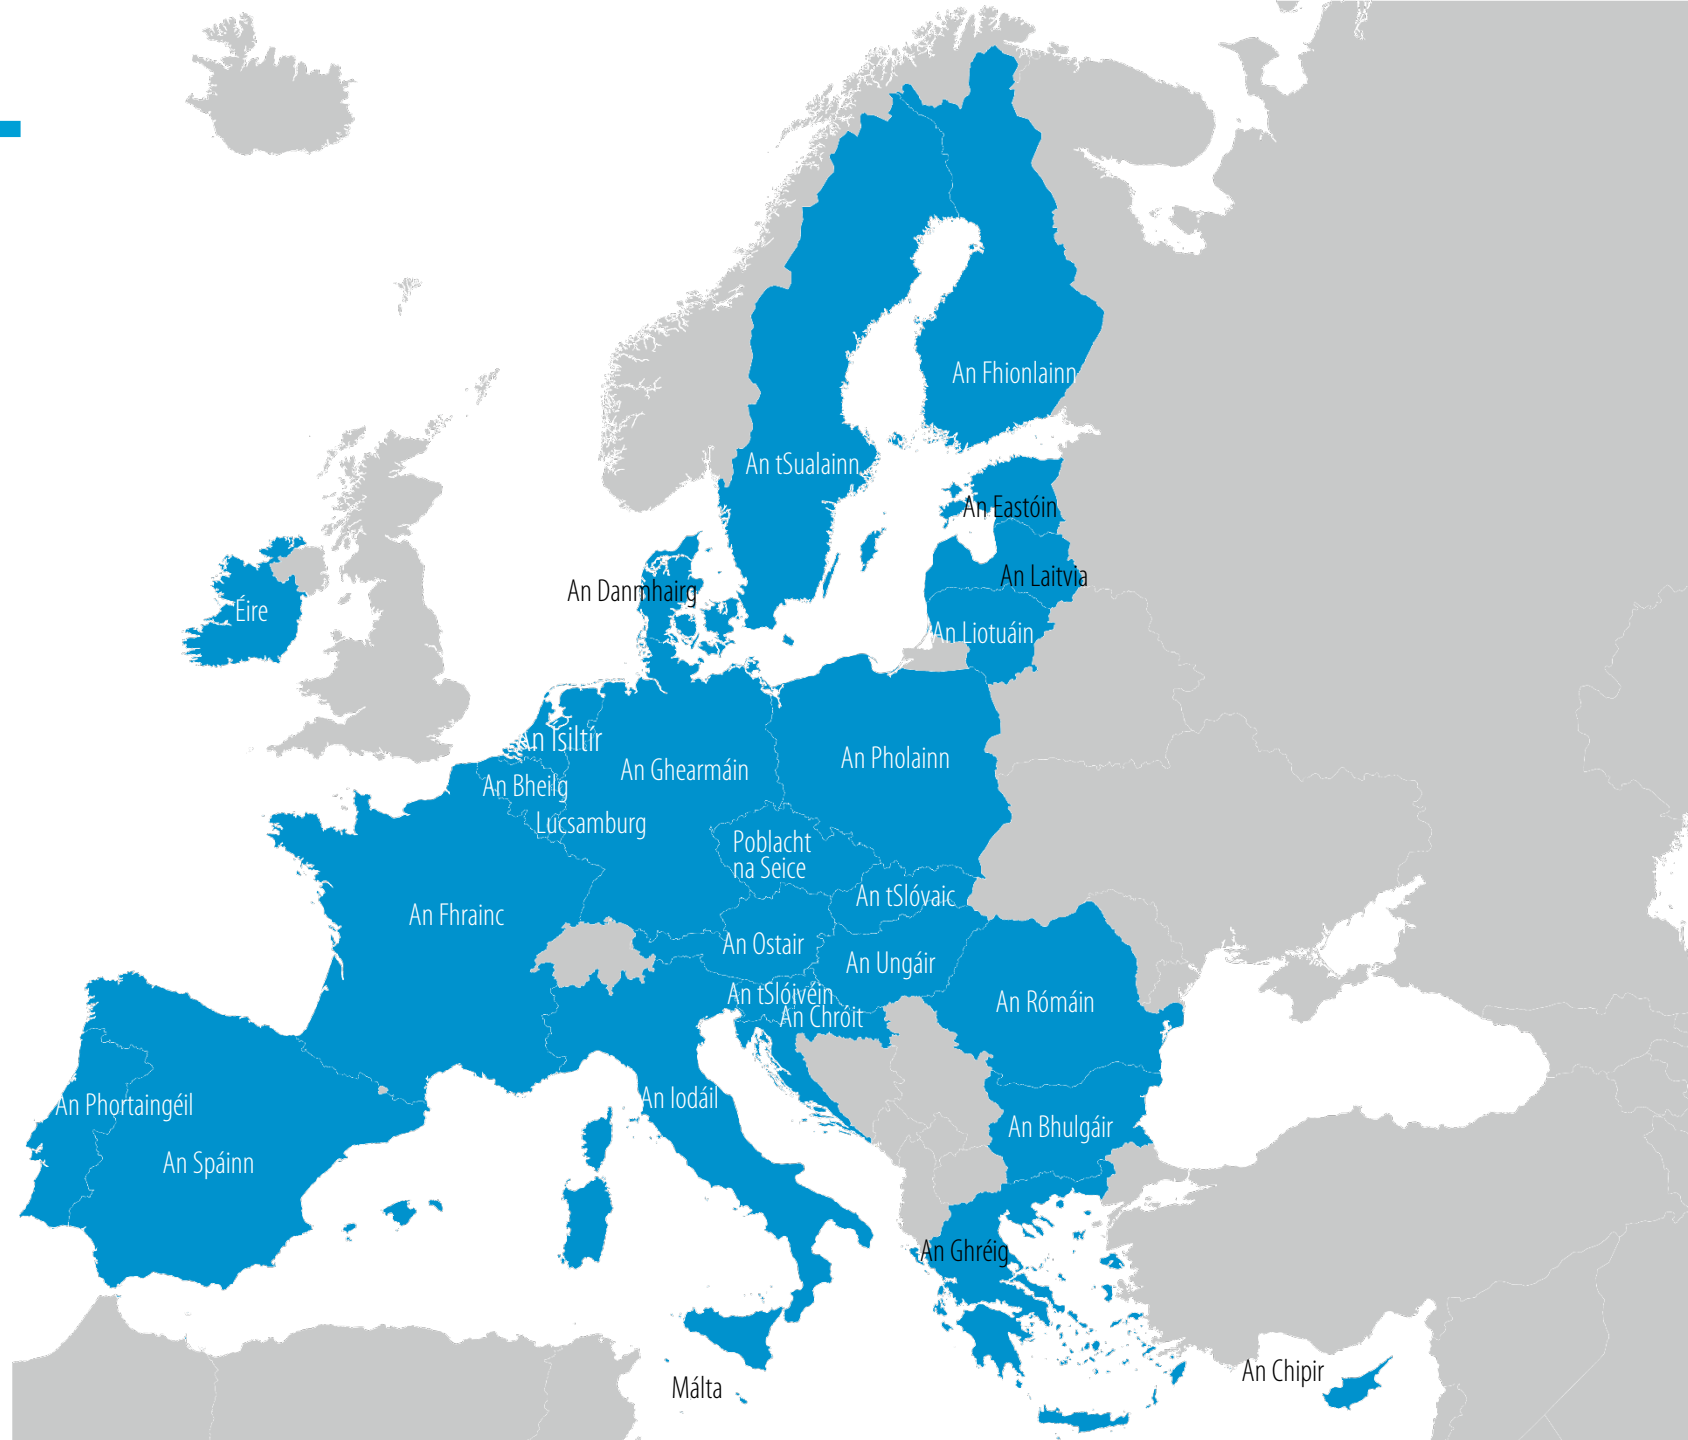 An Fhionlainn
An tSualainn
An Eastóin
An Laitvia
An Danmhairg
Éire
An Liotuáin
An Ísiltír
An Pholainn
An Ghearmáin
An Bheilg
Lucsamburg
Poblacht
na Seice
An tSlóvaic
An Fhrainc
An Ostair
An Ungáir
An tSlóivéin
An Rómáin
An Chróit
An Iodáil
An Phortaingéil
An Bhulgáir
An Spáinn
An Ghréig
An Chipir
Málta